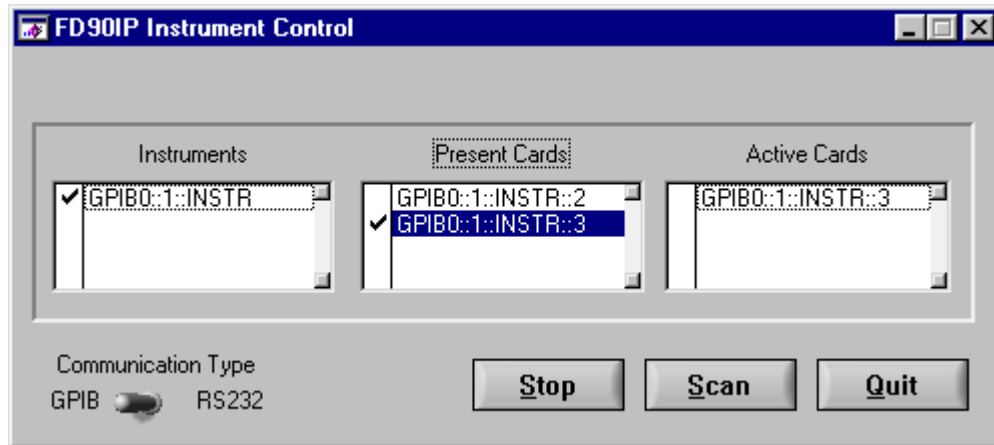 FD90IP Instrument Control
Instruments
Present Cards
Active Cards
GPIB0::1::INSTR
GPIB0::1::INSTR::2
GPIB0::1::INSTR::3
GPIB0::1::INSTR::3
Communication Type
GPIB
RS232
Stop
Scan
Quit